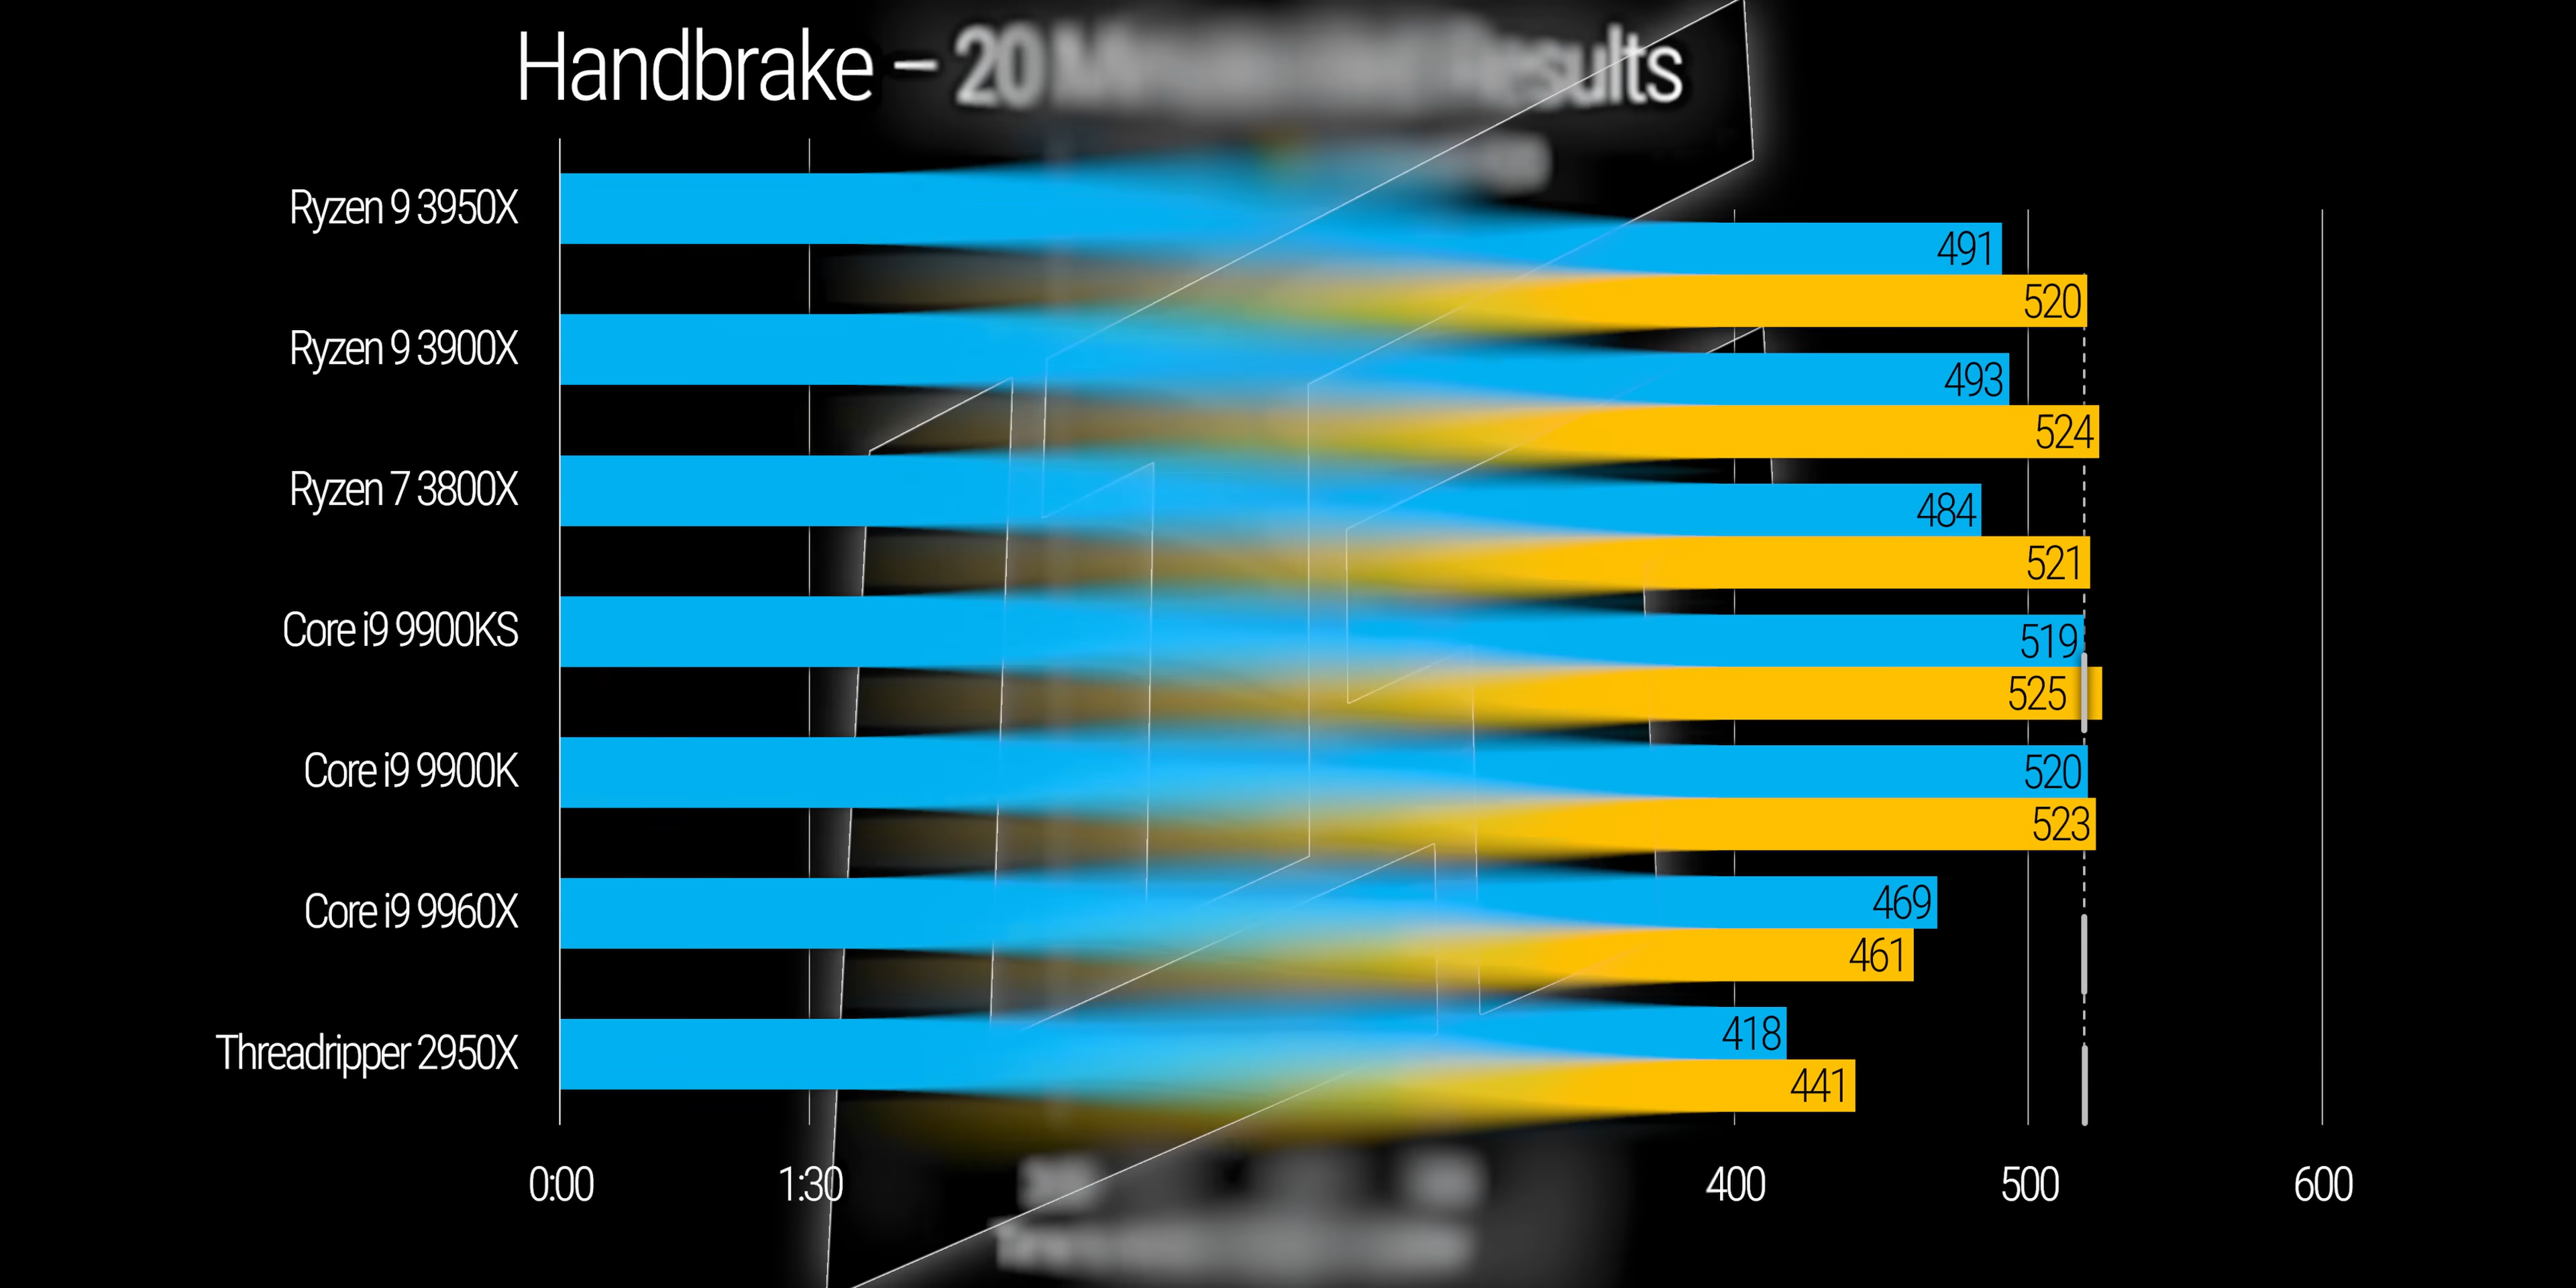 Handbrake – 20 Results
Ryzen 9 3950X
491
520
Ryzen 9 3900X
493
524
Ryzen 7 3800X
484
521
Core i9 9900KS
519
525
Core i9 9900K
520
523
Core i9 9960X
469
461
Threadripper 2950X
418
441
0:00 1:30 400 500 600